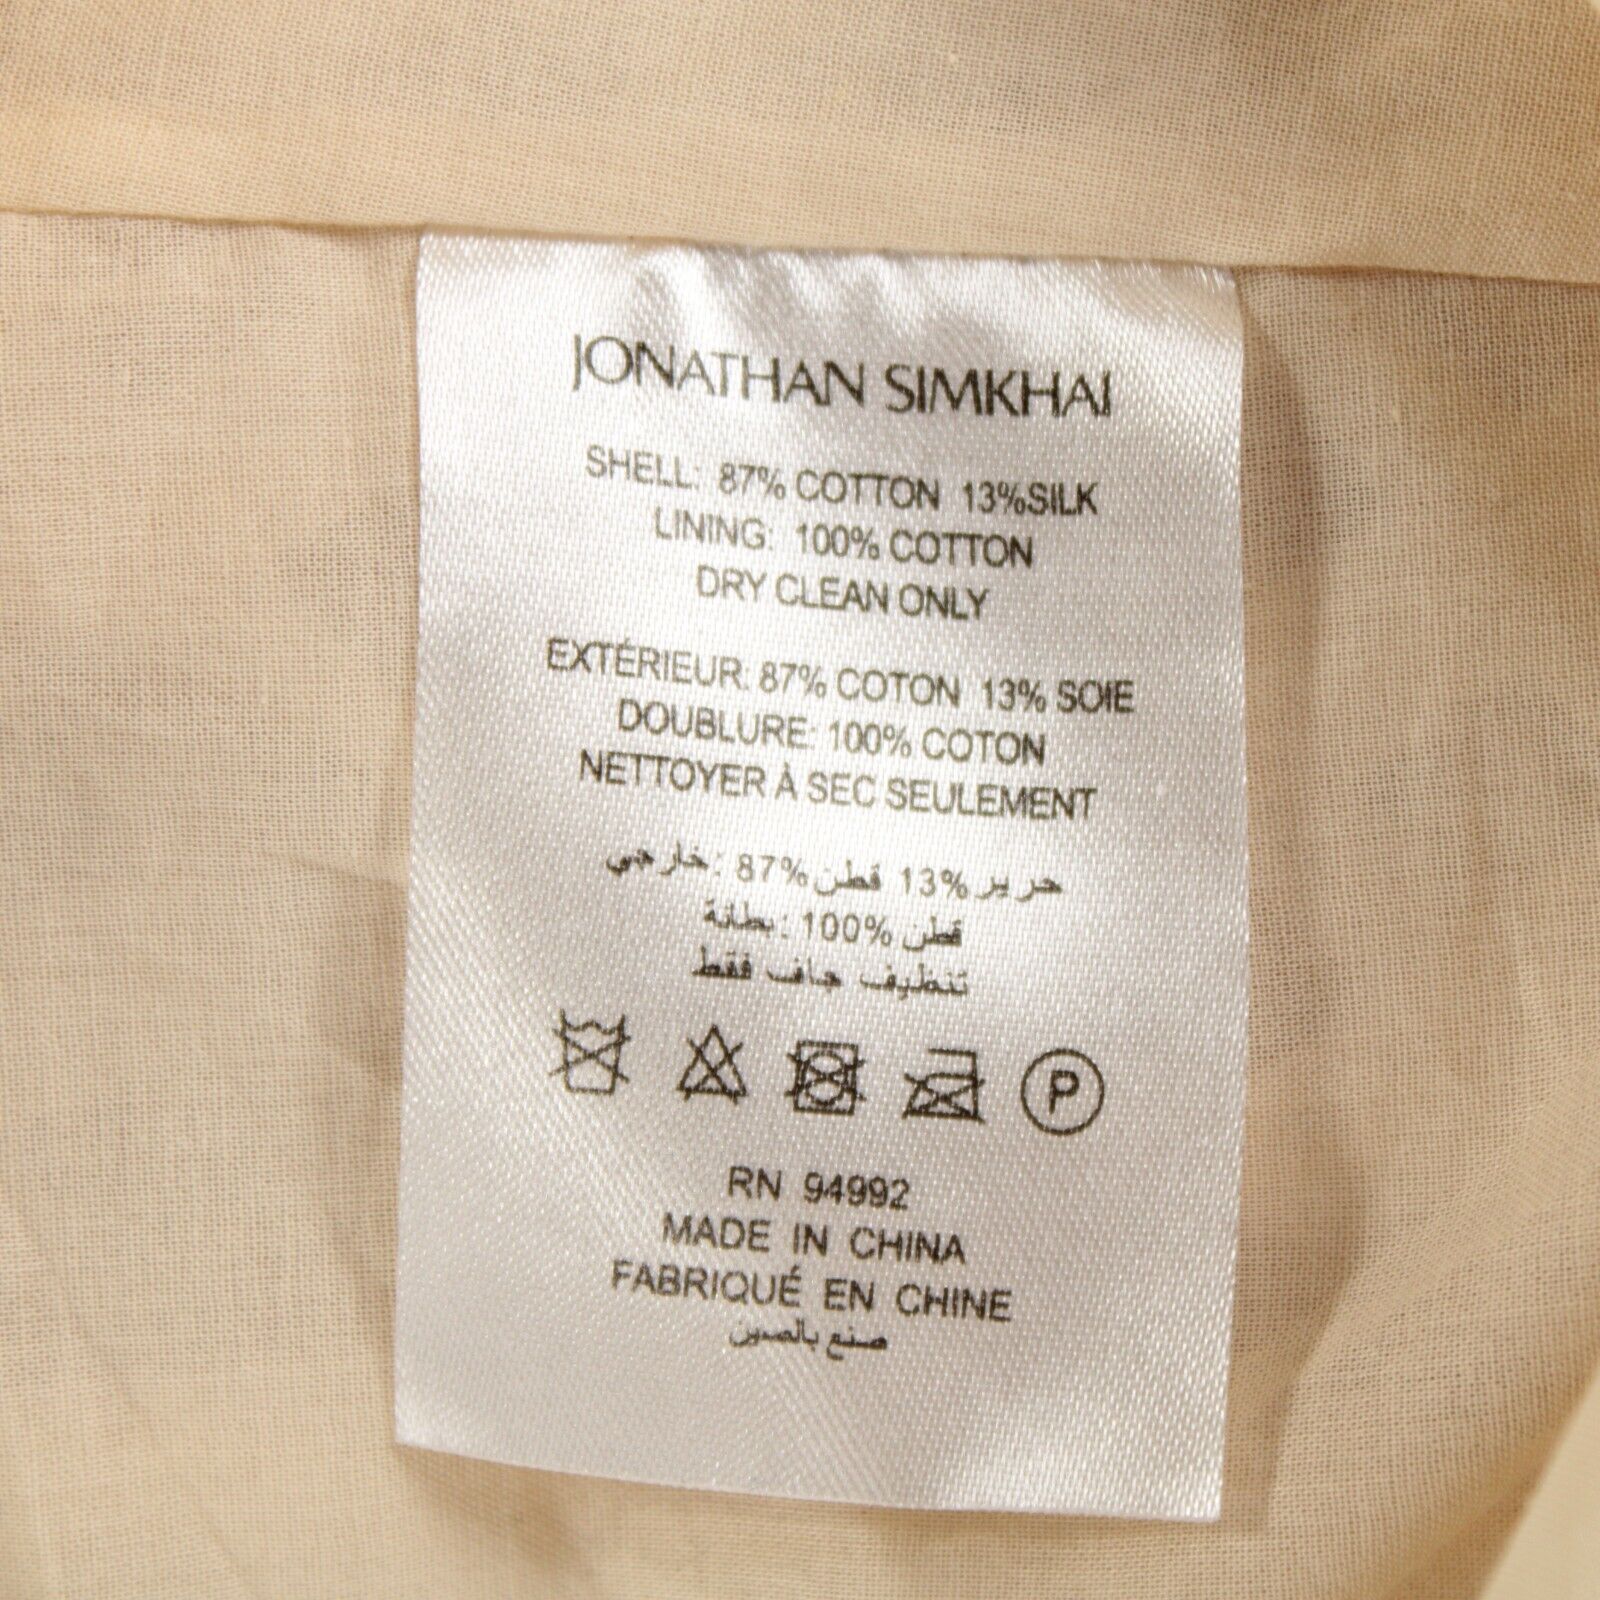 JONATHAN SIMKHAI
SHELL: 87% COTTON 13%SILK
LINING: 100% COTTON
DRY CLEAN ONLY
EXTÉRIEUR: 87% COTON 13% SOIE
DOUBLURE: 100% COTON
NETTOYER À SEC SEULEMENT
حرير %13 قطن %87 :خارجي
قطن %100 :بطانة
تنظيف جاف فقط
P
RN 94992
MADE IN CHINA
FABRIQUÉ EN CHINE
صنع بالصين